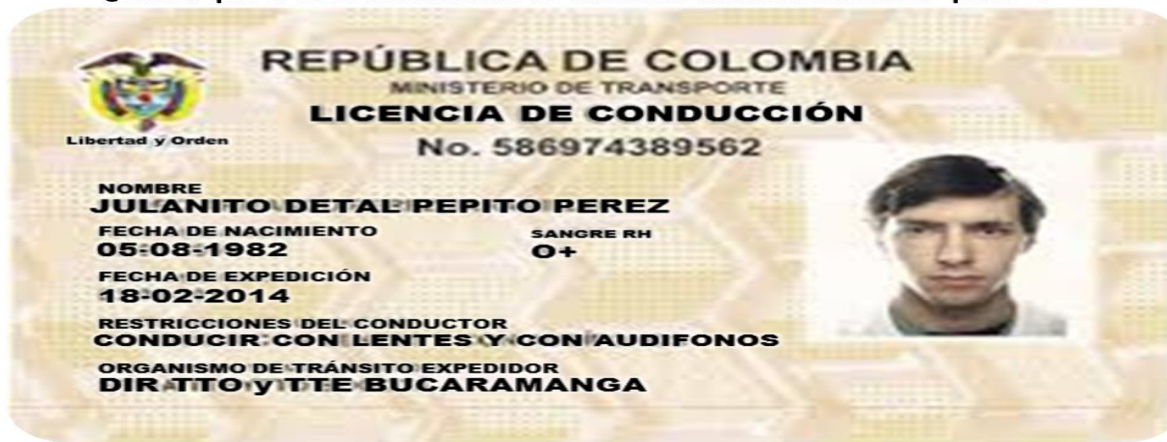 REPÚBLICA DE COLOMBIA
MINISTERIO DE TRANSPORTE
LICENCIA DE CONDUCCIÓN
Libertad y Orden
No. 586974389562
NOMBRE
JULANITO DETAL PEPITO PEREZ
FECHA DE NACIMIENTO
05-08-1982
SANGRE RH
O+
FECHA DE EXPEDICIÓN
18-02-2014
RESTRICCIONES DEL CONDUCTOR
CONDUCIR CON LENTES Y CON AUDIFONOS
ORGANISMO DE TRÁNSITO EXPEDIDOR
DIR TTO y TTE BUCARAMANGA